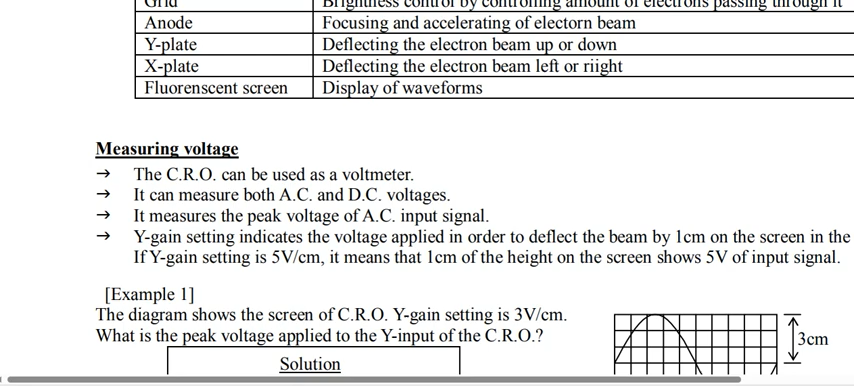 Grid Brightness control by controlling amount of electrons passing through it
Anode Focusing and accelerating of electorn beam
Y-plate Deflecting the electron beam up or down
X-plate Deflecting the electron beam left or riight
Fluorenscent screen Display of waveforms
Measuring voltage
→ The C.R.O. can be used as a voltmeter.
→ It can measure both A.C. and D.C. voltages.
→ It measures the peak voltage of A.C. input signal.
→ Y-gain setting indicates the voltage applied in order to deflect the beam by 1cm on the screen in the
If Y-gain setting is 5V/cm, it means that 1cm of the height on the screen shows 5V of input signal.
[Example 1]
The diagram shows the screen of C.R.O. Y-gain setting is 3V/cm.
What is the peak voltage applied to the Y-input of the C.R.O.?
3cm
Solution